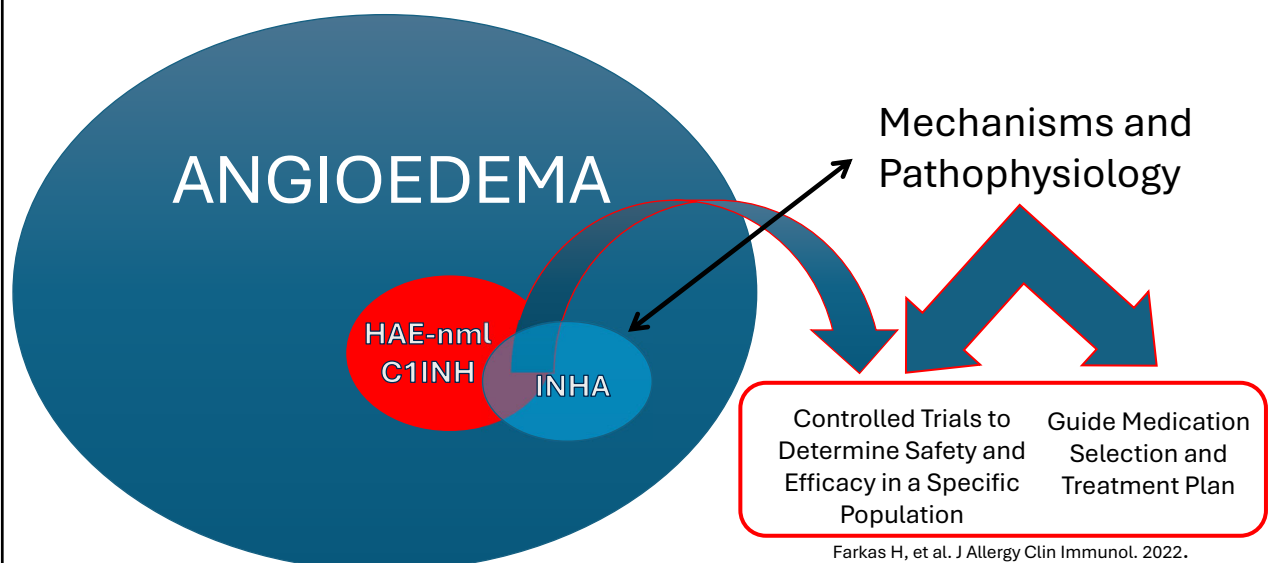 ANGIOEDEMA
HAE-nml
C1INH
INHA
Mechanisms and
Pathophysiology
Controlled Trials to
Determine Safety and
Efficacy in a Specific
Population
Guide Medication
Selection and
Treatment Plan
Farkas H, et al. J Allergy Clin Immunol. 2022.